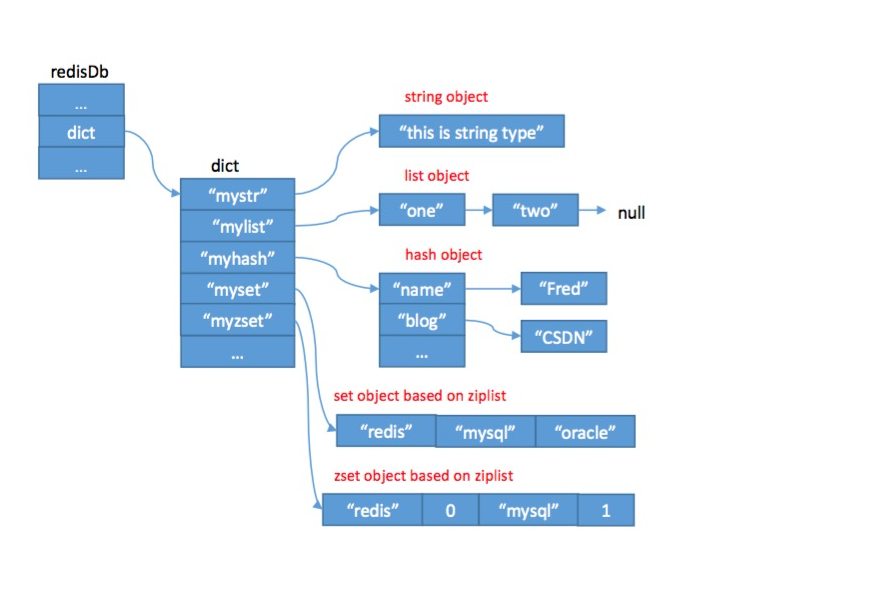 redisDb
...
dict
...
dict
“mystr”
“mylist”
“myhash”
“myset”
“myzset”
...
string object
“this is string type”
list object
“one”
“two”
null
hash object
“name”
“Fred”
“blog”
“CSDN”
...
set object based on ziplist
“redis” “mysql” “oracle”
zset object based on ziplist
“redis” 0 “mysql” 1